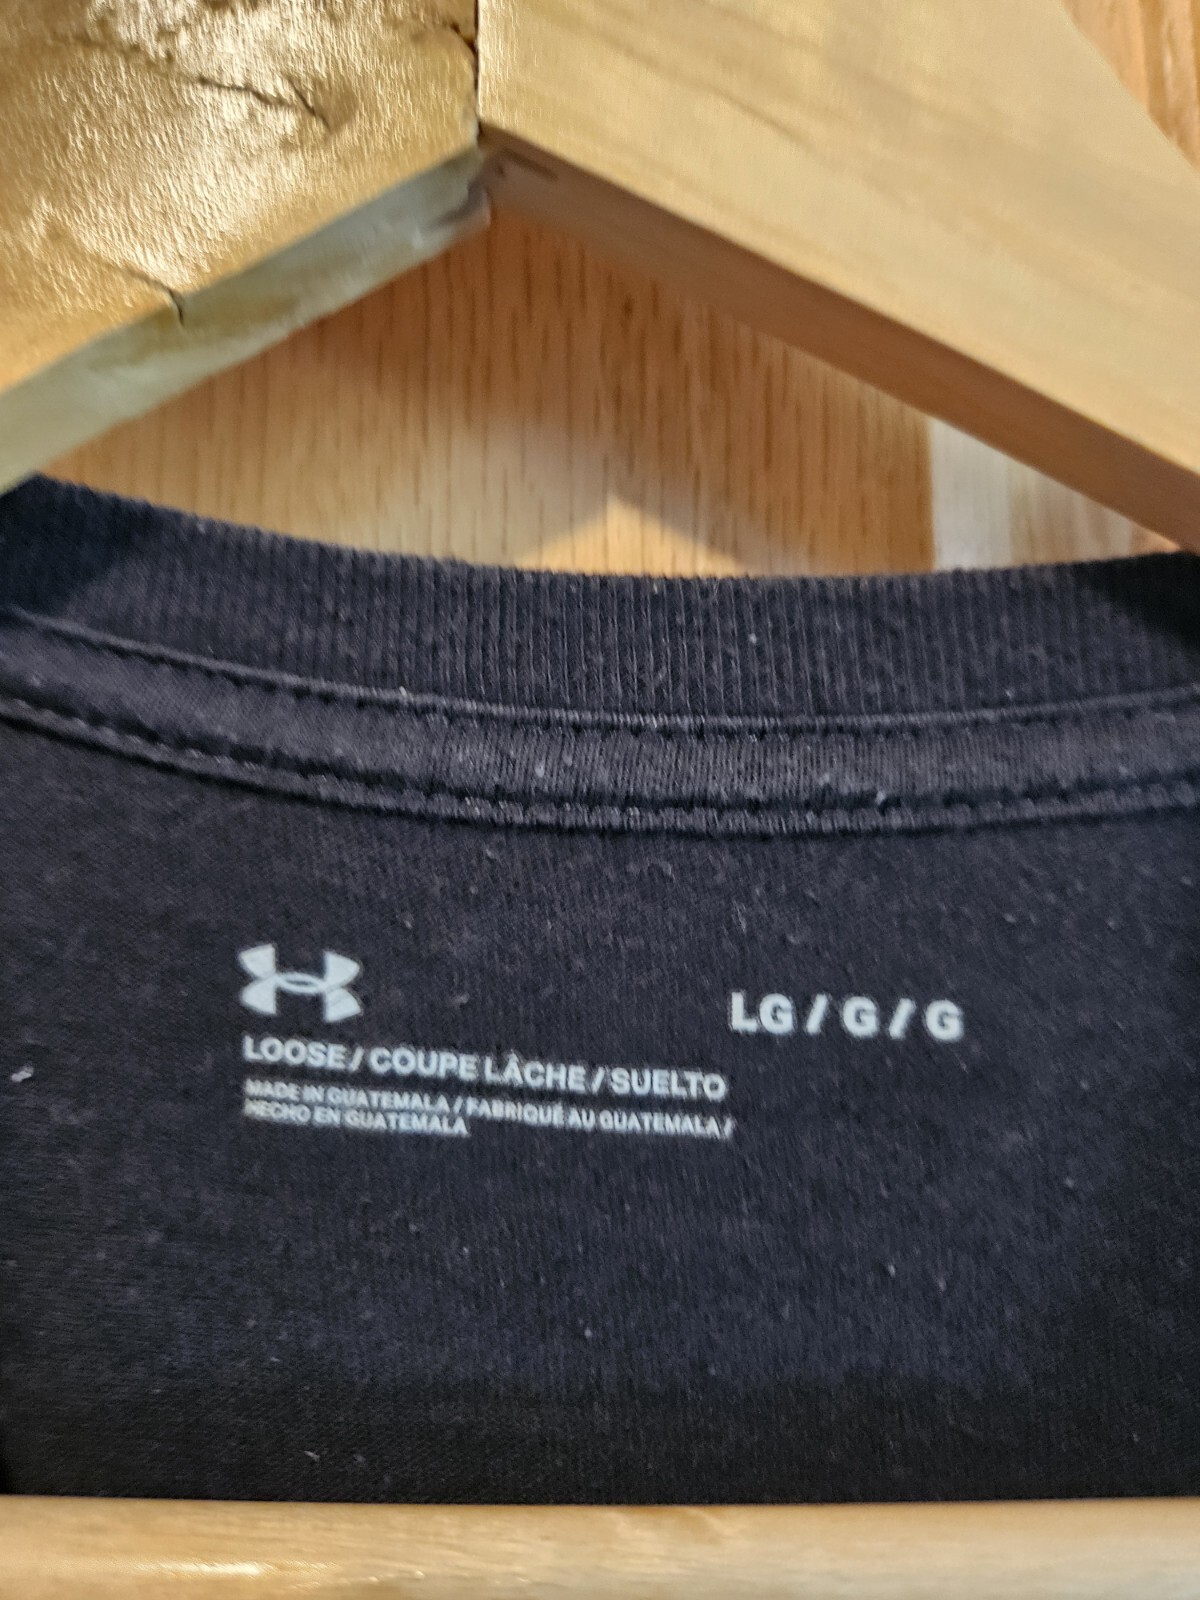 LG / G / G
LOOSE / COUPE LÂCHE / SUELTO
MADE IN GUATEMALA / FABRIQUÉ AU GUATEMALA /
HECHO EN GUATEMALA